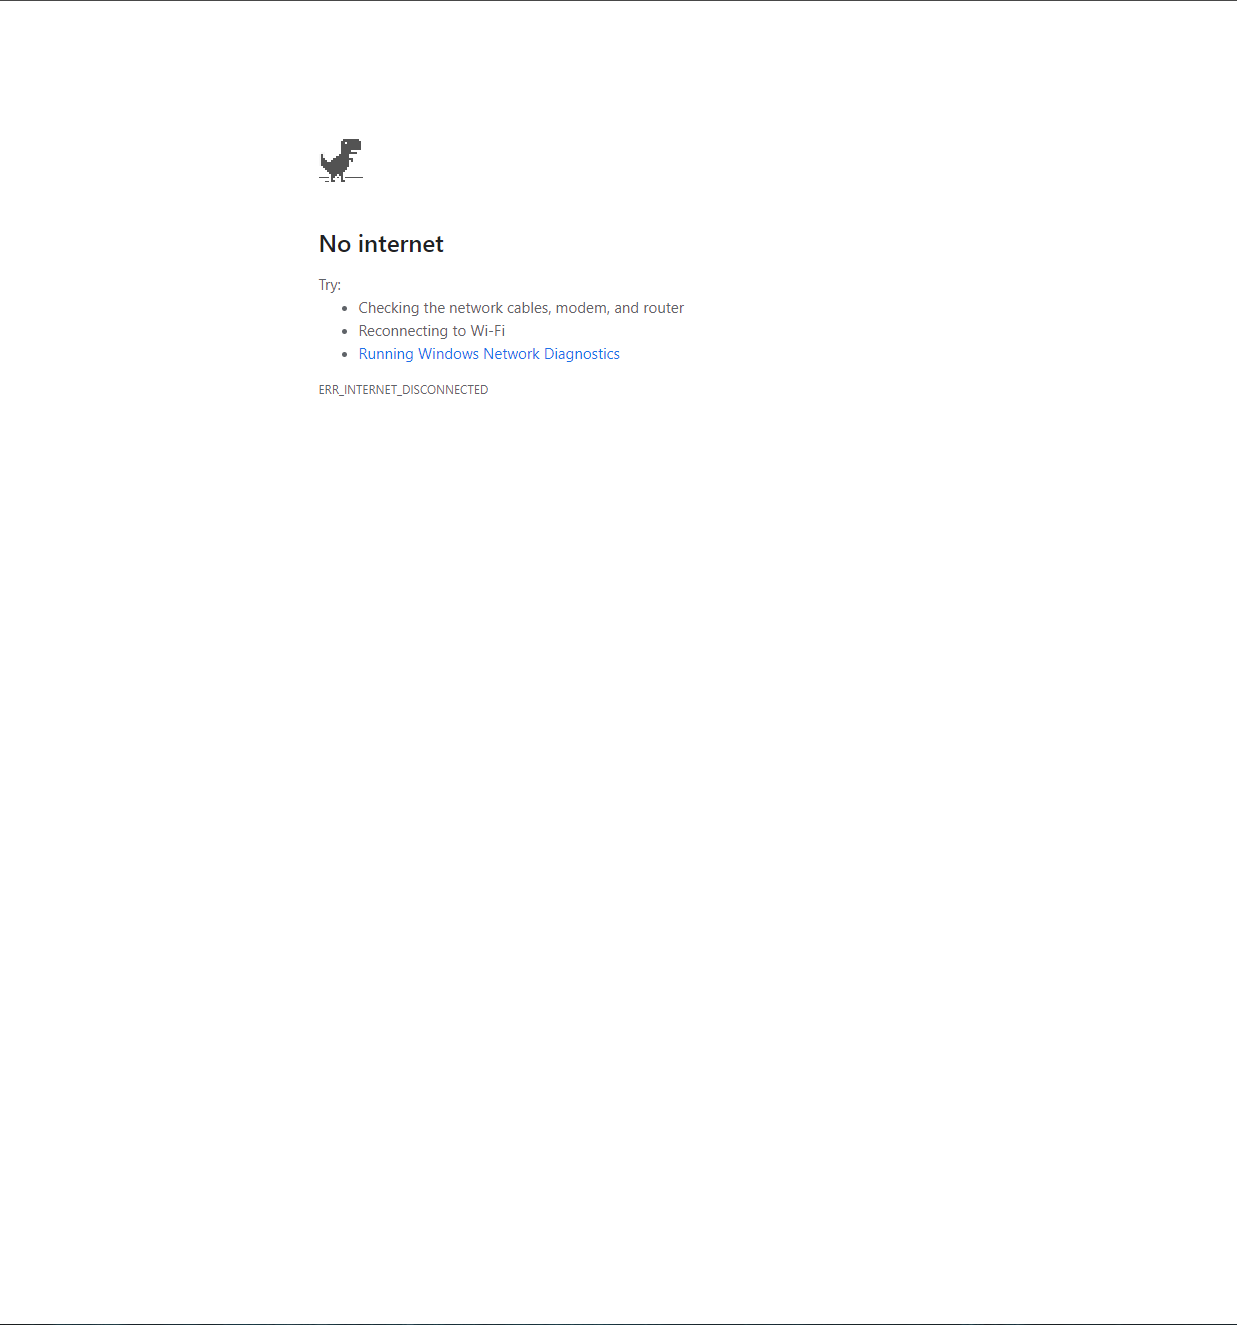 No internet
Try:
Checking the network cables, modem, and router
Reconnecting to Wi-Fi
Running Windows Network Diagnostics
ERR_INTERNET_DISCONNECTED